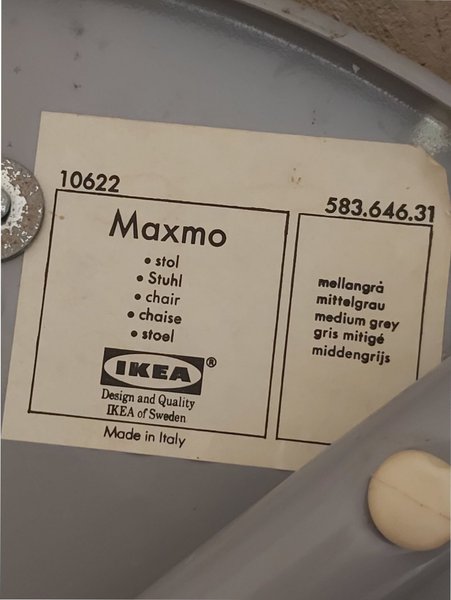 10622
583.646.31
Maxmo
• stol
• Stuhl
• chair
• chaise
• stoel
IKEA®
Design and Quality
IKEA of Sweden
Made in Italy
mellangrå
mittelgrau
medium grey
gris mitigé
middengrijs